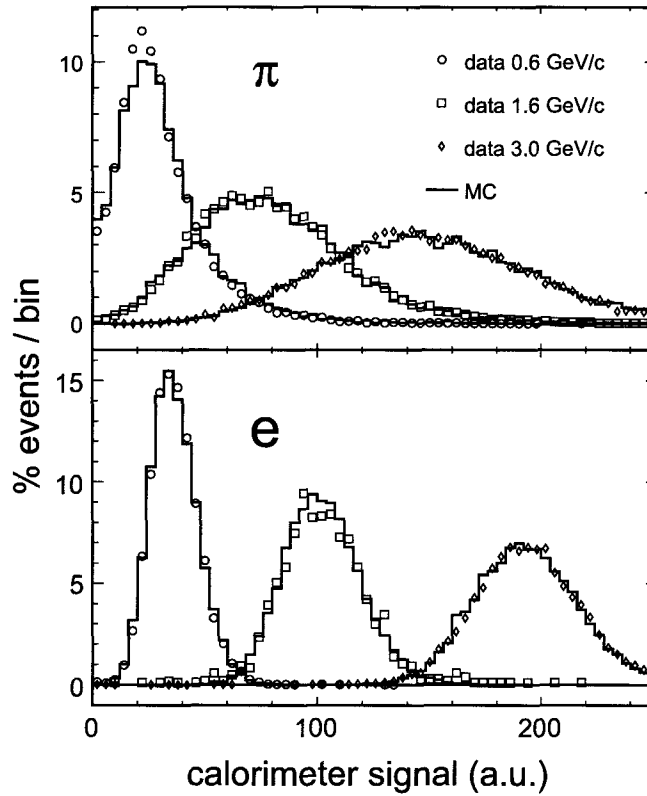 10
5
0
π
data 0.6 GeV/c
data 1.6 GeV/c
data 3.0 GeV/c
MC
% events / bin
15
10
5
0
e
0 100 200
calorimeter signal (a.u.)